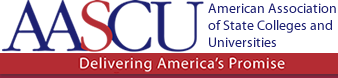 AASCU
American Association
of State Colleges and
Universities
Delivering America's Promise